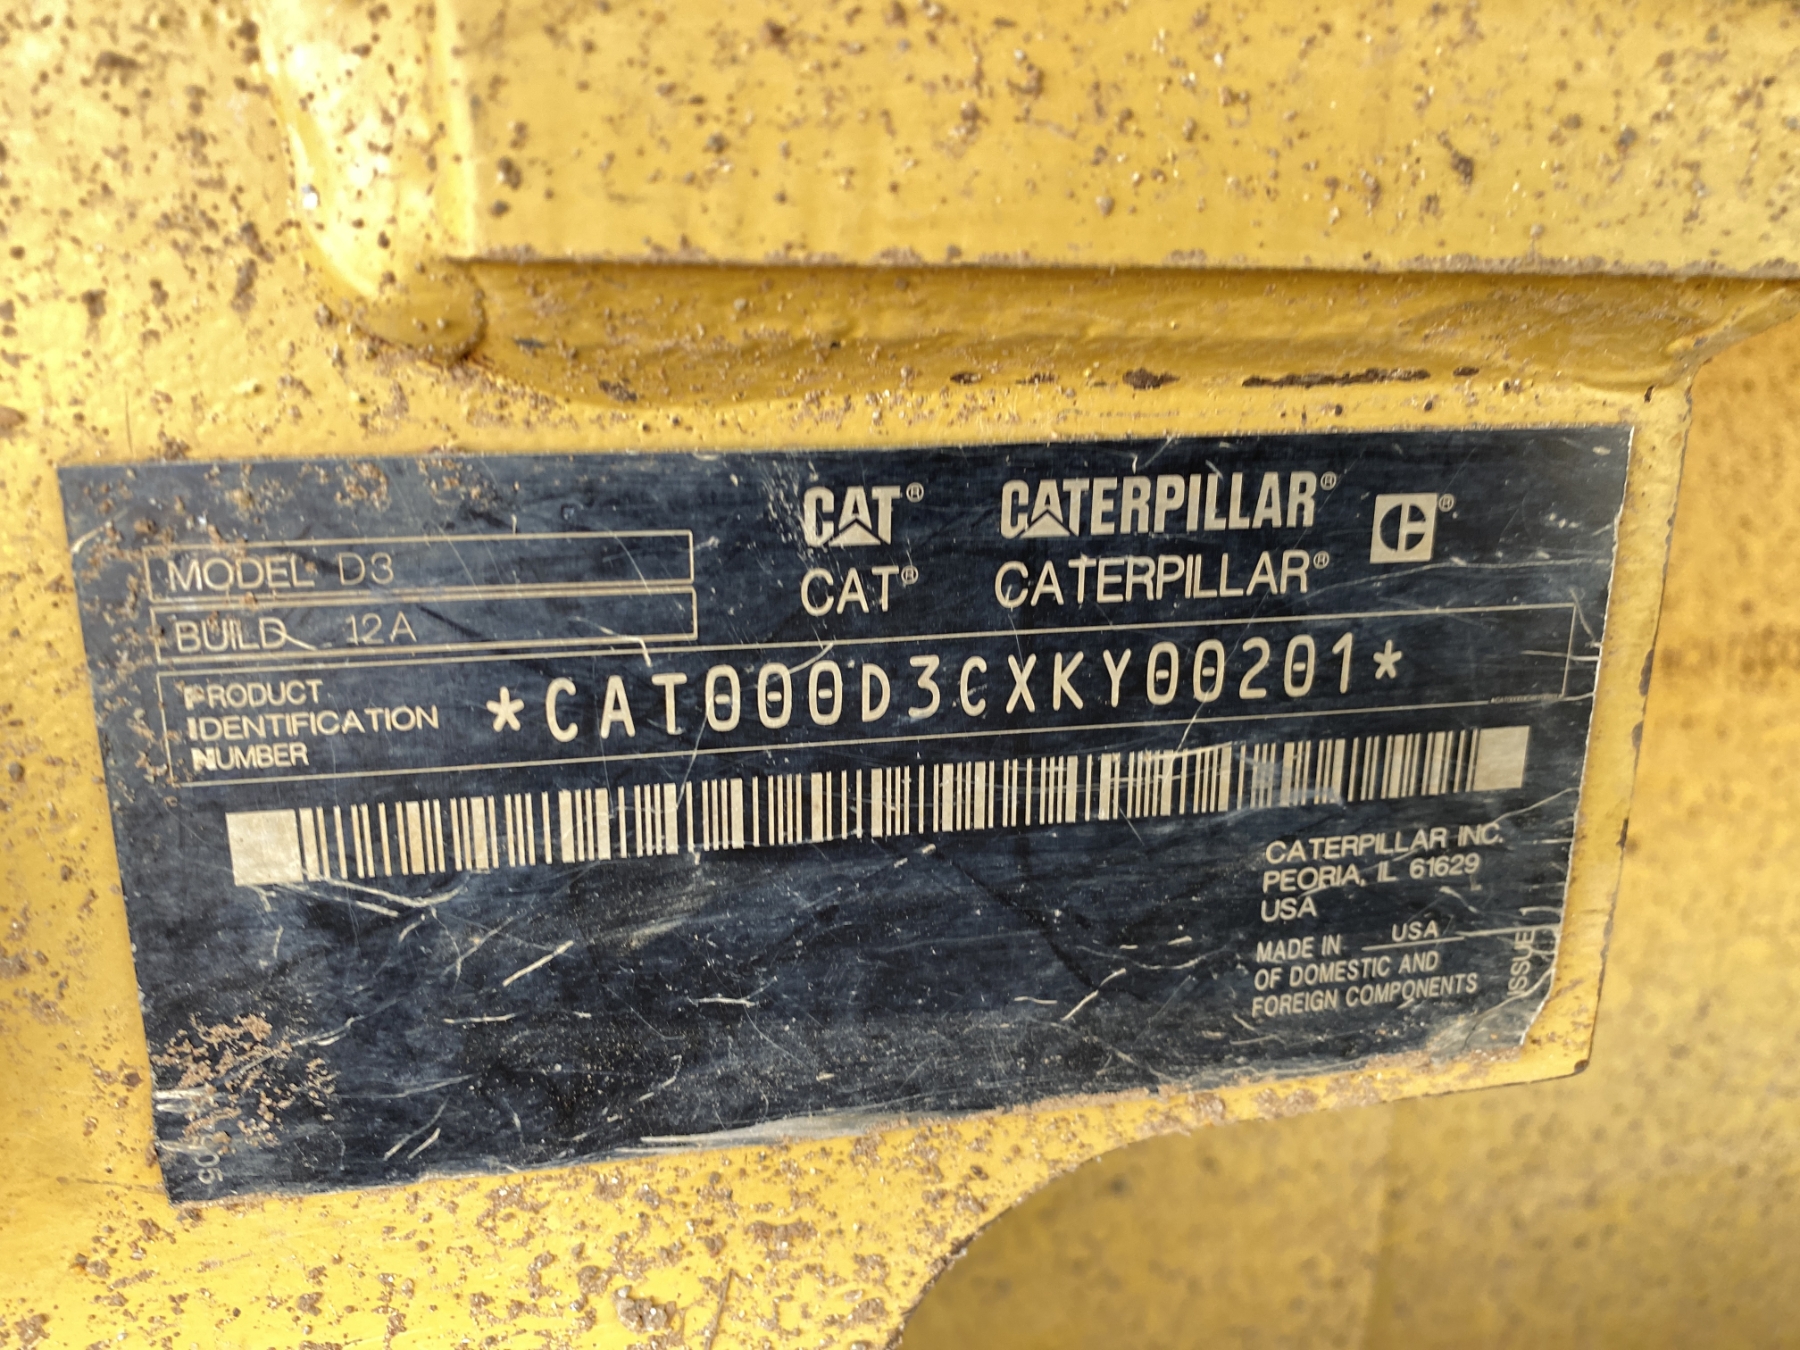 CAT® CATERPILLAR® ®
CAT® CATERPILLAR®
MODEL D3
BUILD 12A
PRODUCT
IDENTIFICATION
NUMBER
*CAT000D3CXKY00201*
CATERPILLAR INC.
PEORIA, IL 61629
USA
MADE IN USA
OF DOMESTIC AND
FOREIGN COMPONENTS
ISSUE 1